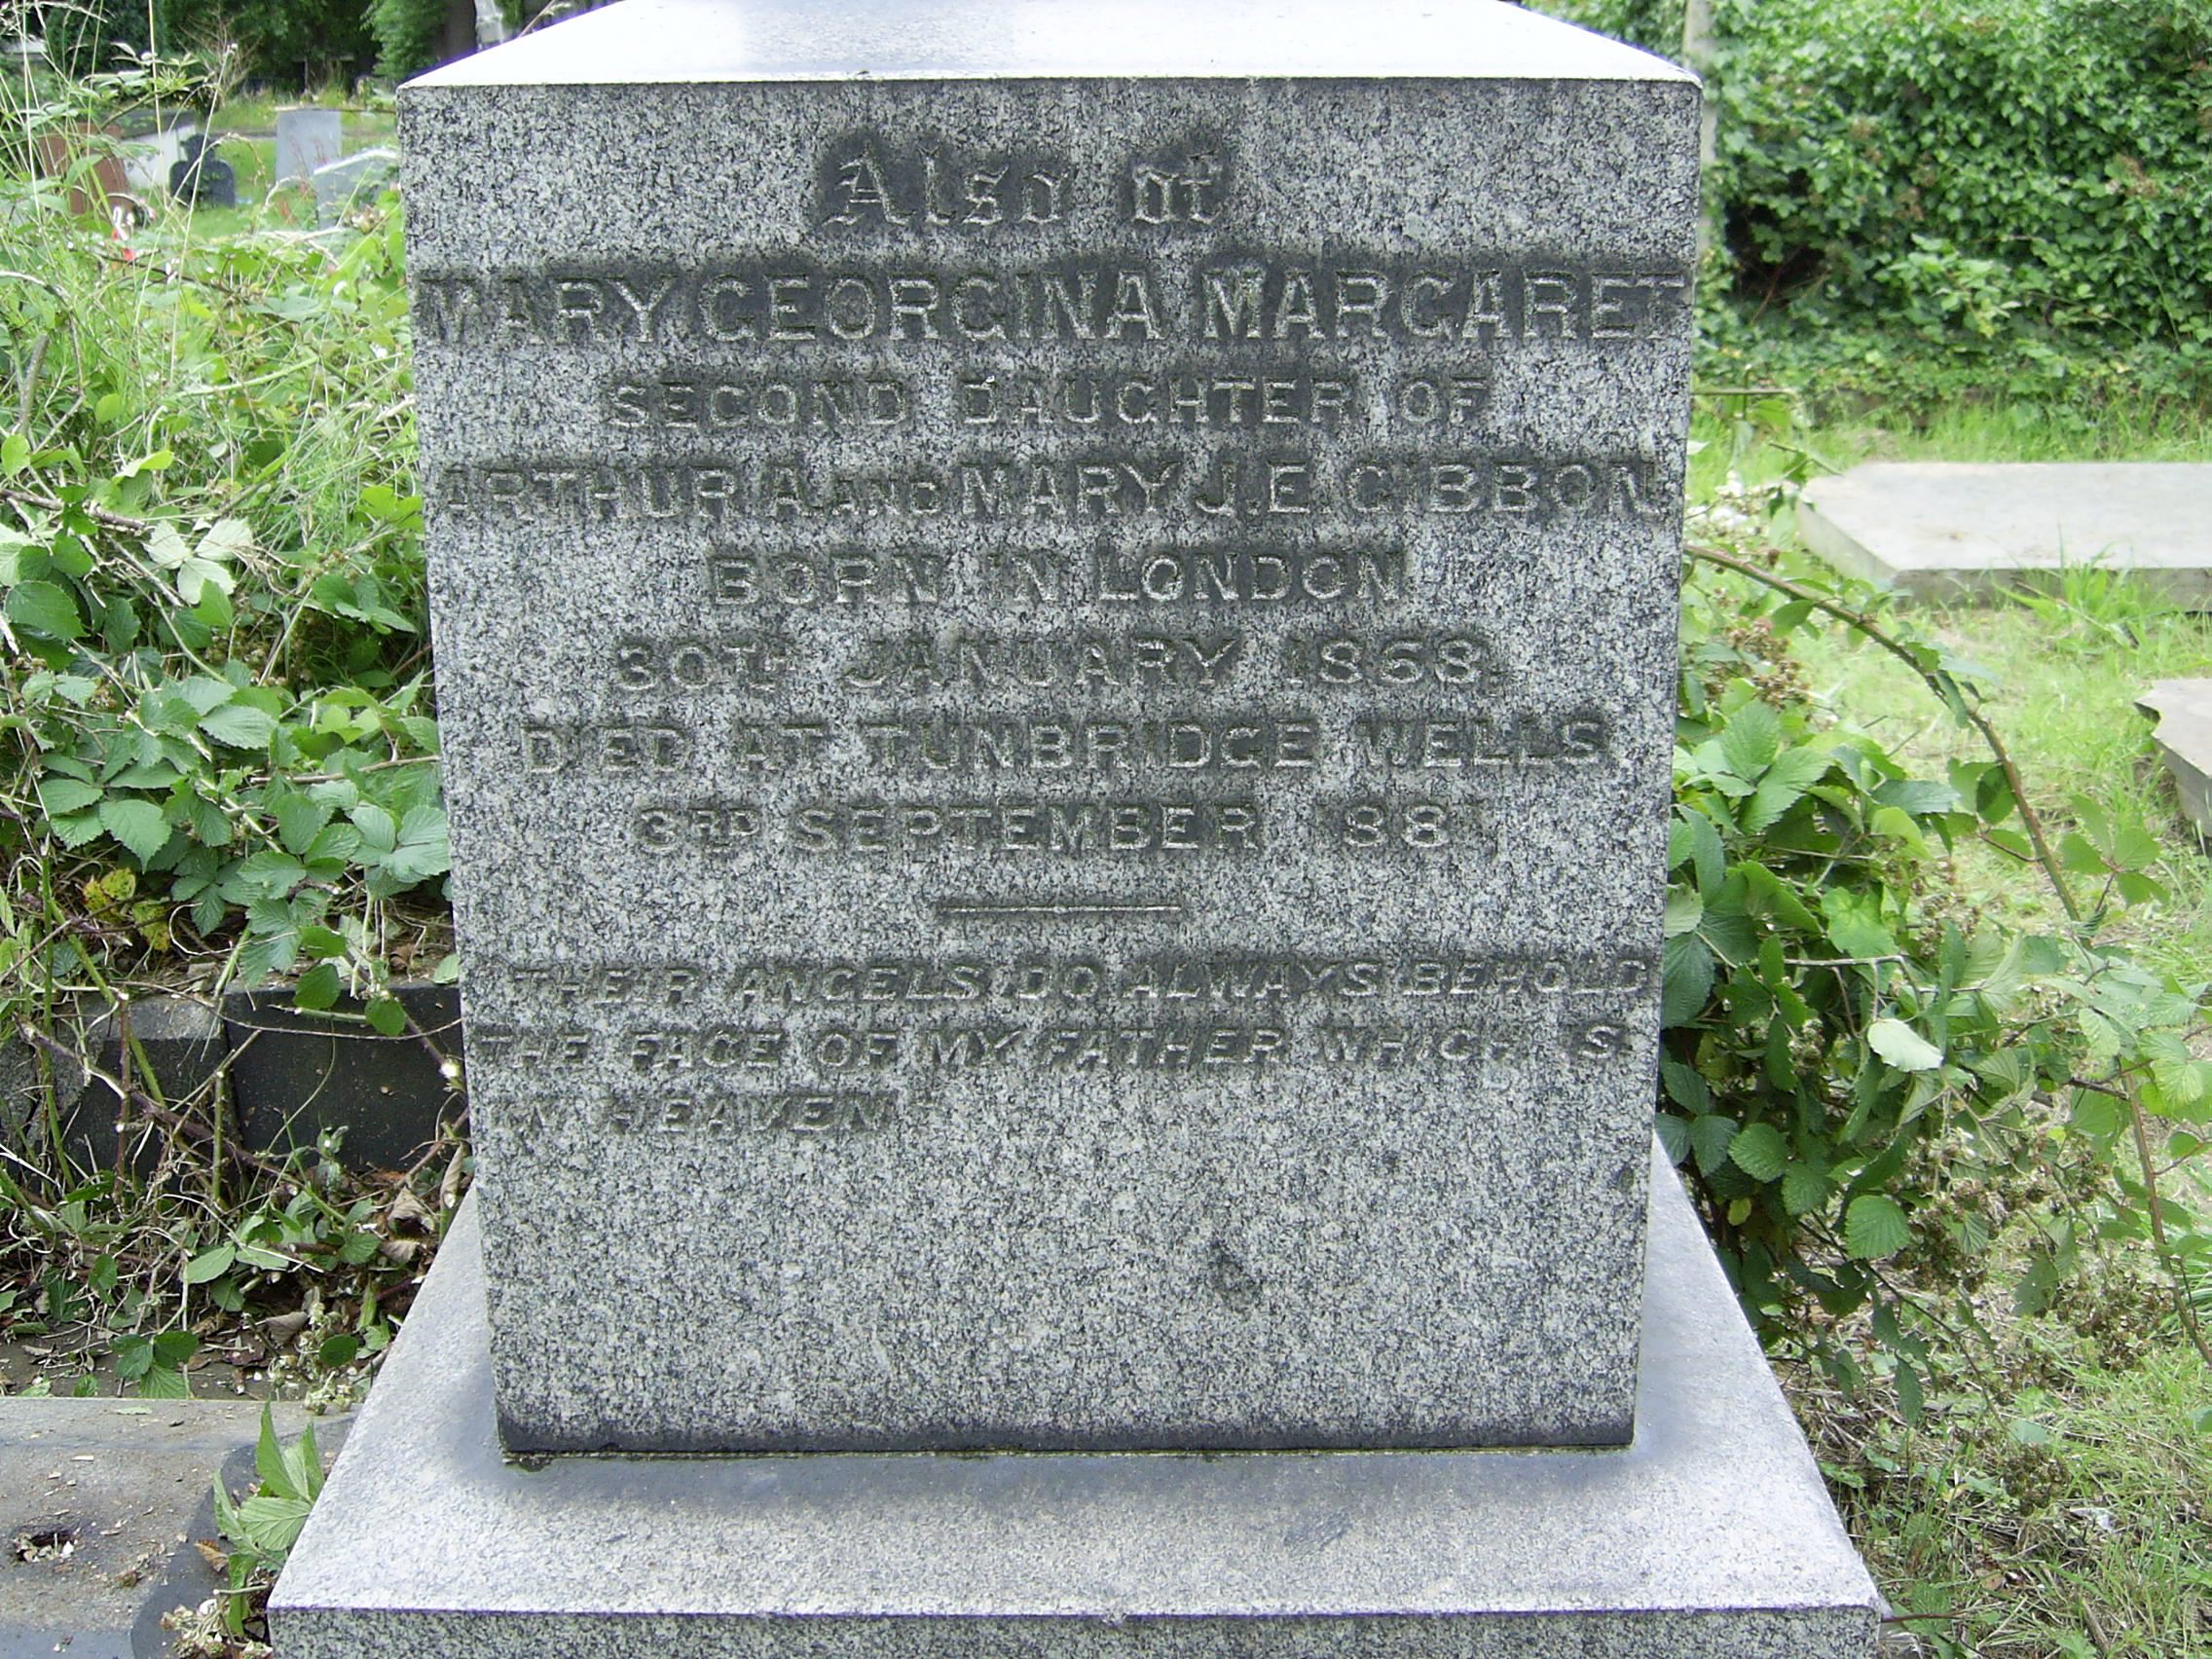 Also of
MARY GEORGINA MARGARET
SECOND DAUGHTER OF
ARTHUR A. AND MARY J.E. GIBBON
BORN IN LONDON
30TH JANUARY 1868,
DIED AT TUNBRIDGE WELLS
3RD SEPTEMBER 1881,
THEIR ANGELS DO ALWAYS BEHOLD
THE FACE OF MY FATHER WHICH IS
IN HEAVEN"